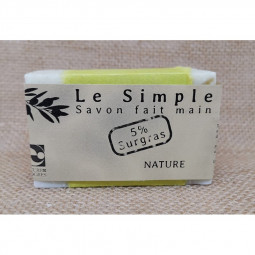 Le Simple
Savon fait main
5%
Surgras
NATURE